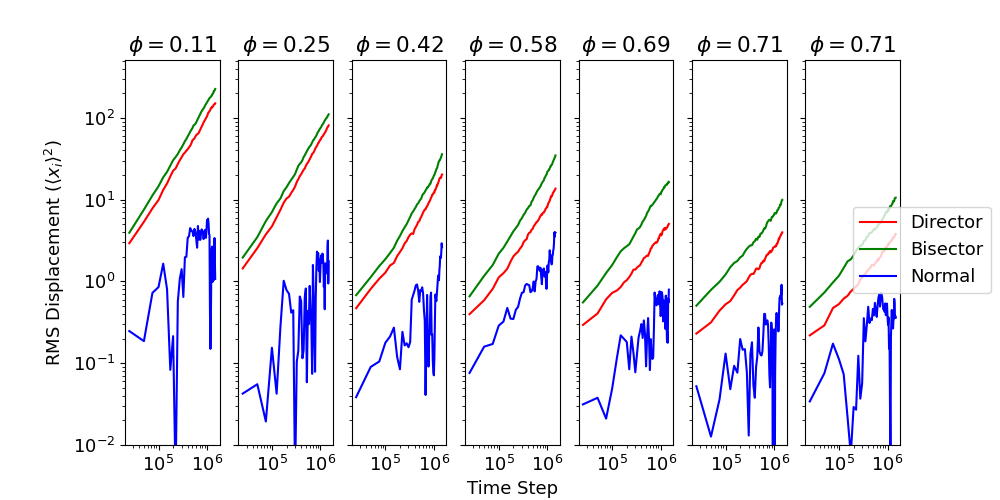 ϕ = 0.11 ϕ = 0.25 ϕ = 0.42 ϕ = 0.58 ϕ = 0.69 ϕ = 0.71 ϕ = 0.71
RMS Displacement (⟨x_i⟩²)
10²
10¹
10⁰
10⁻¹
10⁻²
Director
Bisector
Normal
10⁵ 10⁶ 10⁵ 10⁶ 10⁵ 10⁶ 10⁵ 10⁶ 10⁵ 10⁶ 10⁵ 10⁶ 10⁵ 10⁶
Time Step